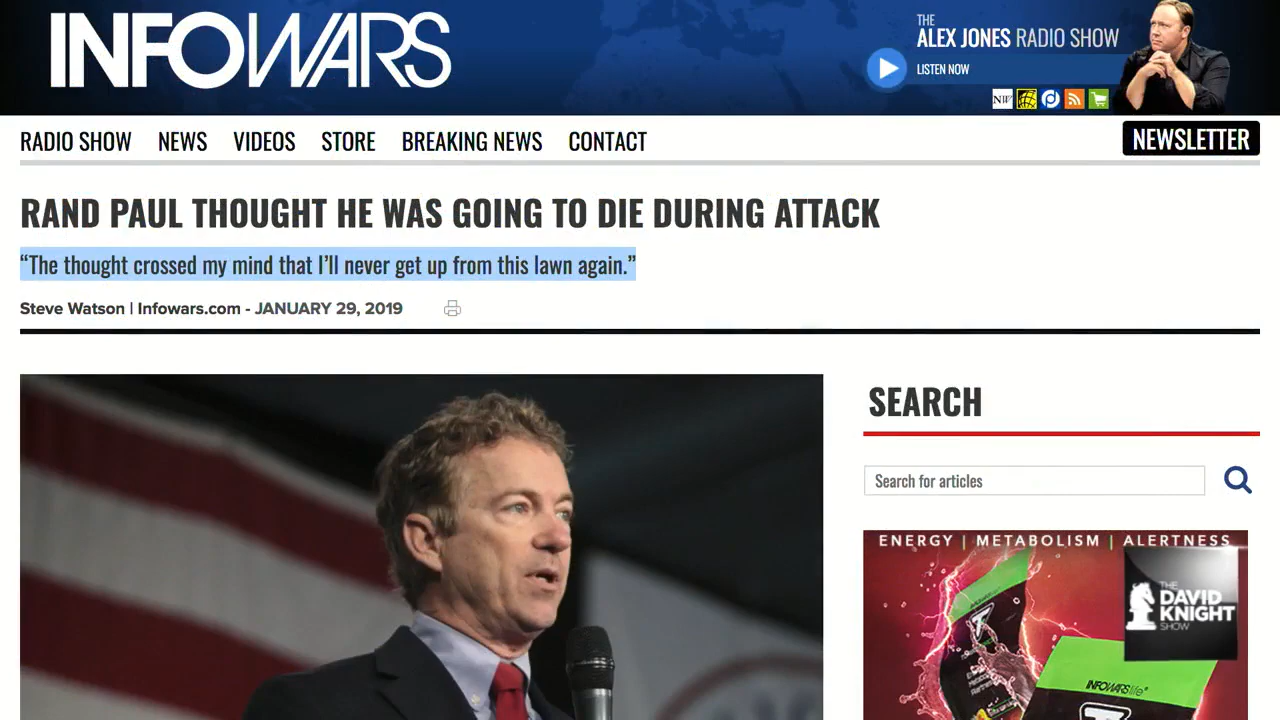 INFOWARS
THE
ALEX JONES RADIO SHOW
LISTEN NOW
NW
RADIO SHOW NEWS VIDEOS STORE BREAKING NEWS CONTACT
NEWSLETTER
RAND PAUL THOUGHT HE WAS GOING TO DIE DURING ATTACK
“The thought crossed my mind that I’ll never get up from this lawn again.”
Steve Watson | Infowars.com - JANUARY 29, 2019
SEARCH
Search for articles
ENERGY | METABOLISM | ALERTNESS
THE
DAVID
KNIGHT
SHOW
INFOWARS life